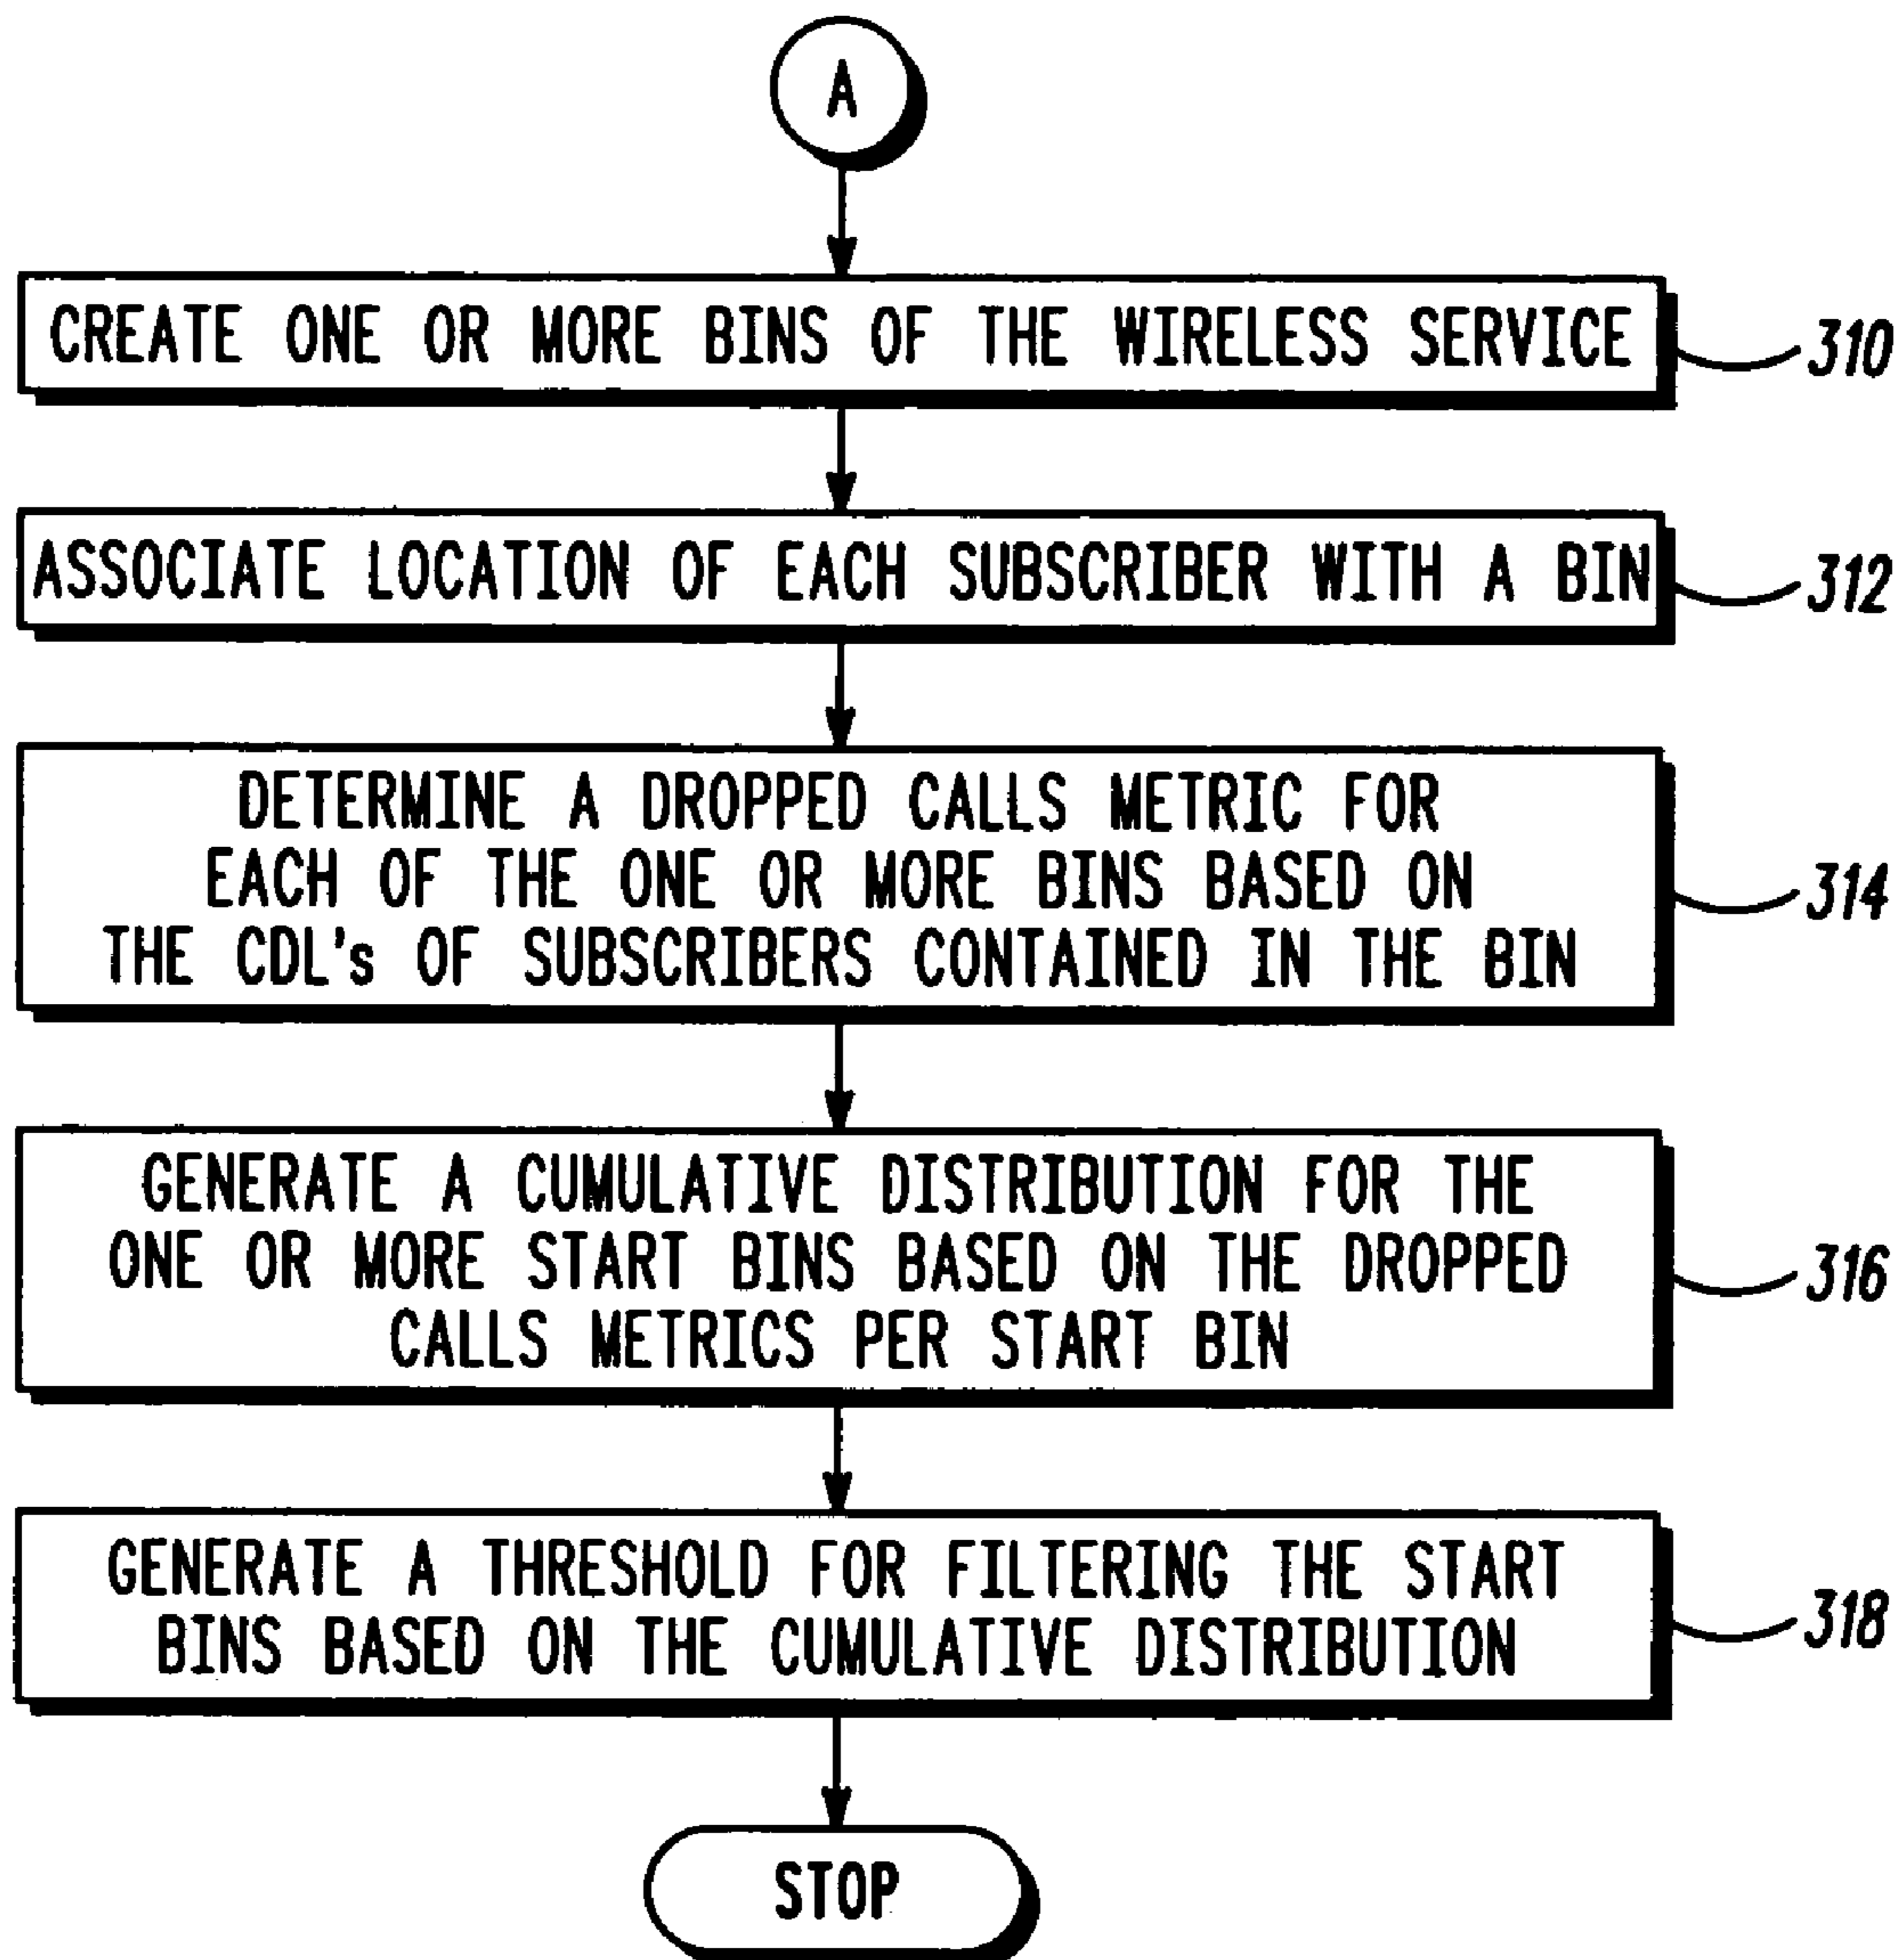 A
CREATE ONE OR MORE BINS OF THE WIRELESS SERVICE
310
ASSOCIATE LOCATION OF EACH SUBSCRIBER WITH A BIN
312
DETERMINE A DROPPED CALLS METRIC FOR
EACH OF THE ONE OR MORE BINS BASED ON
THE CDL's OF SUBSCRIBERS CONTAINED IN THE BIN
314
GENERATE A CUMULATIVE DISTRIBUTION FOR THE
ONE OR MORE START BINS BASED ON THE DROPPED
CALLS METRICS PER START BIN
316
GENERATE A THRESHOLD FOR FILTERING THE START
BINS BASED ON THE CUMULATIVE DISTRIBUTION
318
STOP